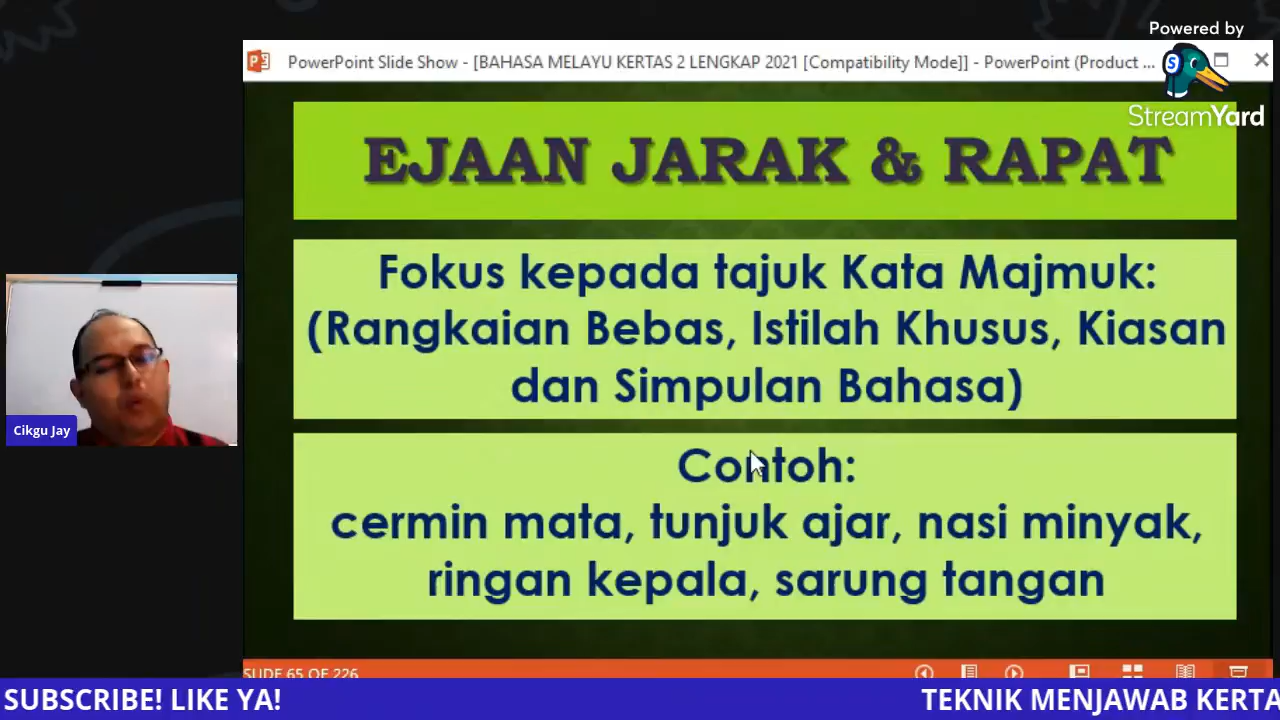 Powered by
StreamYard
PowerPoint Slide Show - [BAHASA MELAYU KERTAS 2 LENGKAP 2021 [Compatibility Mode]] - PowerPoint (Product ...
EJAAN JARAK & RAPAT
Fokus kepada tajuk Kata Majmuk:
(Rangkaian Bebas, Istilah Khusus, Kiasan
dan Simpulan Bahasa)
Contoh:
cermin mata, tunjuk ajar, nasi minyak,
ringan kepala, sarung tangan
Cikgu Jay
SLIDE 65 OF 226
SUBSCRIBE! LIKE YA!
TEKNIK MENJAWAB KERTA